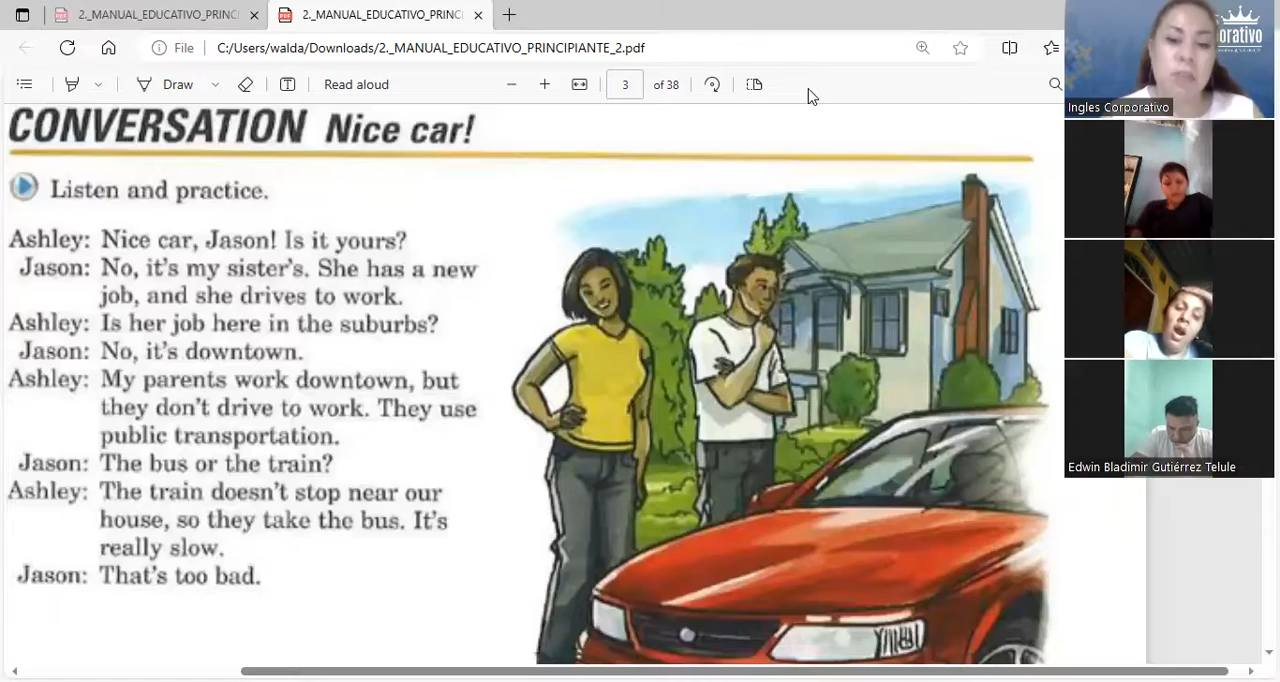 2._MANUAL_EDUCATIVO_PRINCI
2._MANUAL_EDUCATIVO_PRINC
File
C:/Users/walda/Downloads/2._MANUAL_EDUCATIVO_PRINCIPIANTE_2.pdf
Draw
Read aloud
3 of 38
CONVERSATION Nice car!
Listen and practice.
Ashley: Nice car, Jason! Is it yours?
Jason: No, it's my sister's. She has a new
job, and she drives to work.
Ashley: Is her job here in the suburbs?
Jason: No, it's downtown.
Ashley: My parents work downtown, but
they don't drive to work. They use
public transportation.
Jason: The bus or the train?
Ashley: The train doesn't stop near our
house, so they take the bus. It's
really slow.
Jason: That's too bad.
orativo
Ingles Corporativo
Edwin Bladimir Gutiérrez Telule